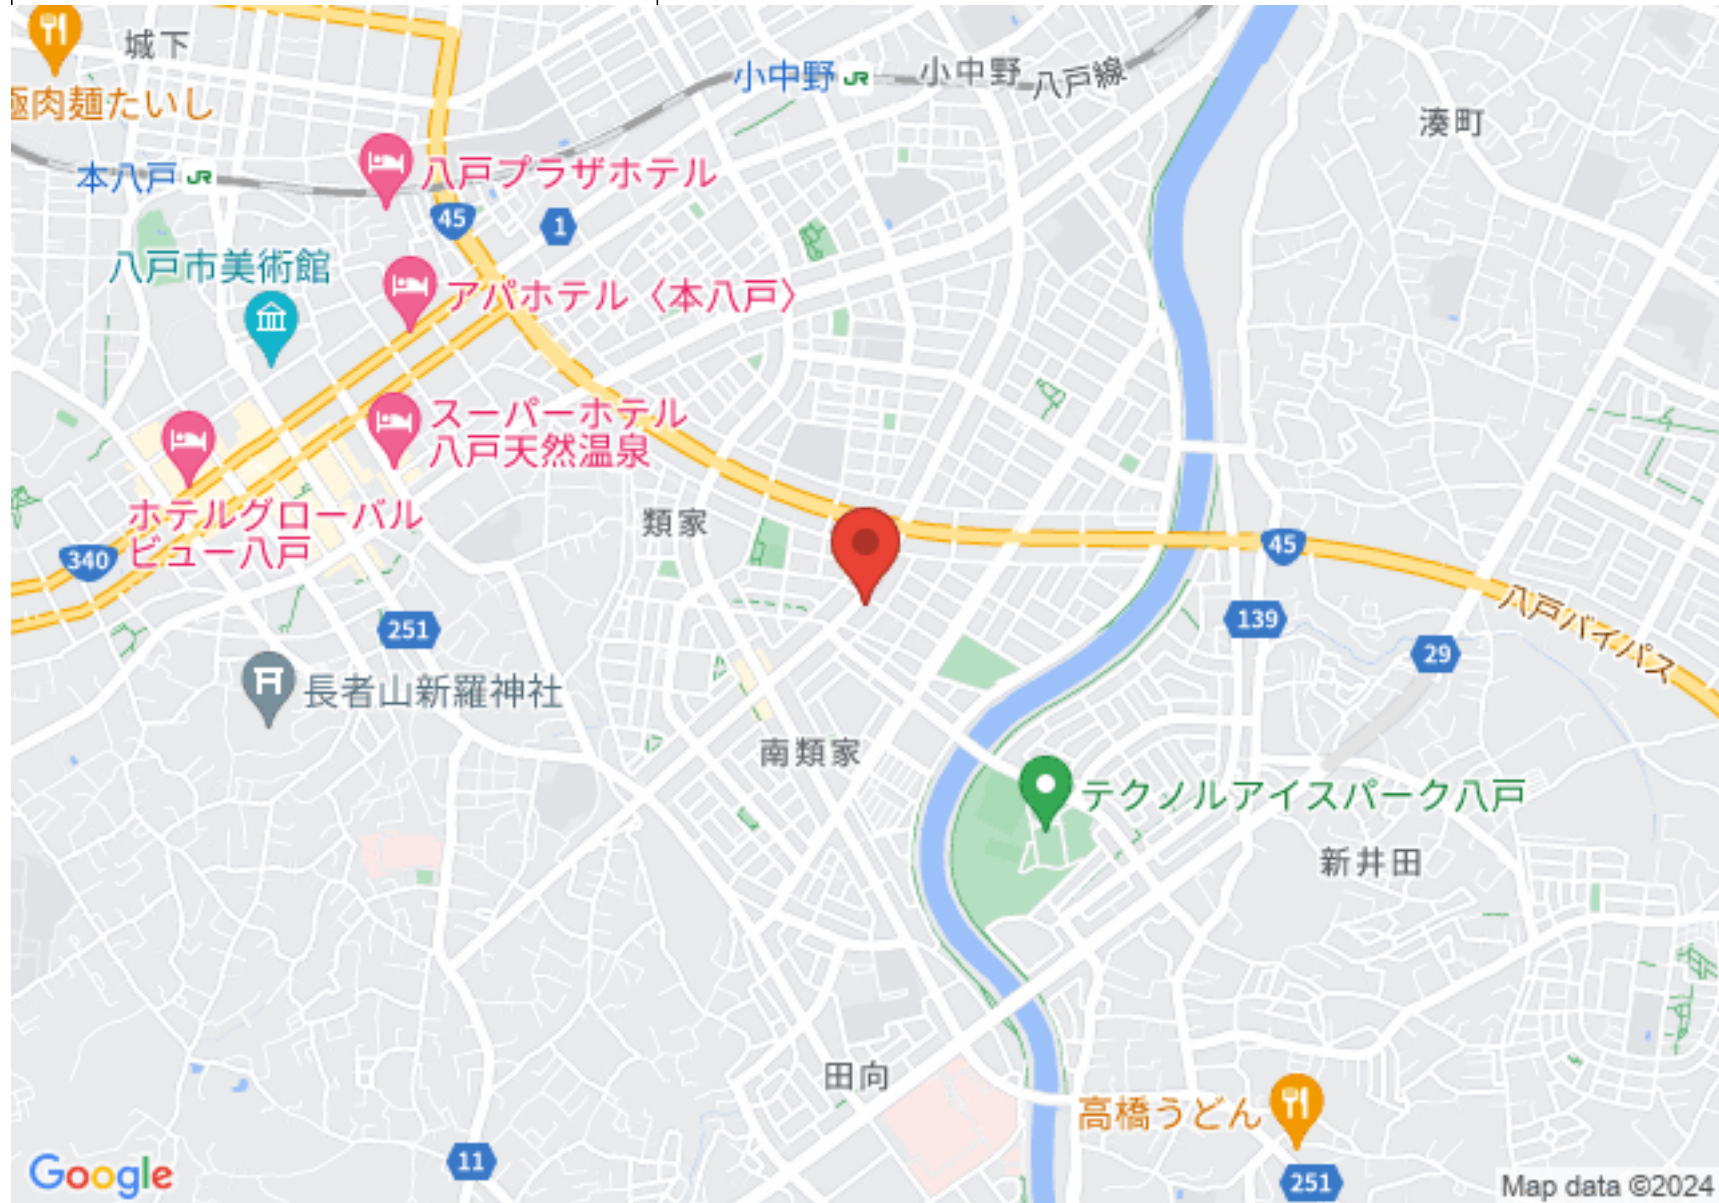 城下
小中野
小中野
八戸線
極肉麺たいし
湊町
本八戸
八戸プラザホテル
45
1
八戸市美術館
アパホテル〈本八戸〉
スーパーホテル
八戸天然温泉
ホテルグローバル
ビュー八戸
類家
340
45
251
139
八戸バイパス
29
長者山新羅神社
南類家
テクノルアイスパーク八戸
新井田
田向
高橋うどん
11
251
Google
Map data ©2024